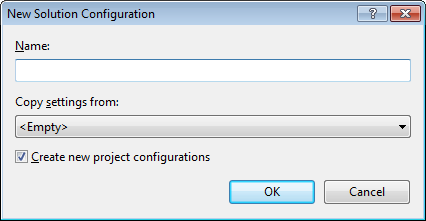 New Solution Configuration
Name:
Copy settings from:
<Empty>
Create new project configurations
OK Cancel